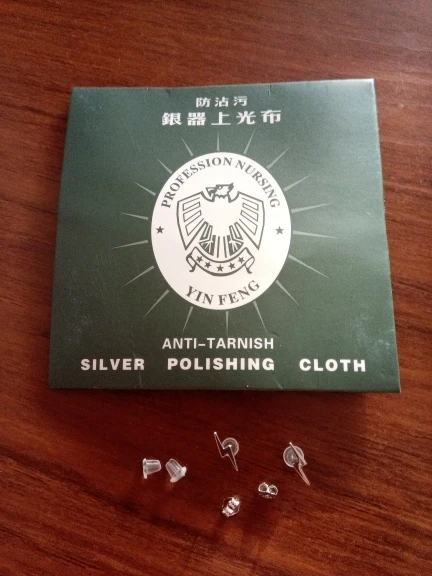 防沾污
銀器上光布
PROFESSION NURSING
YIN FENG
ANTI-TARNISH
SILVER POLISHING CLOTH